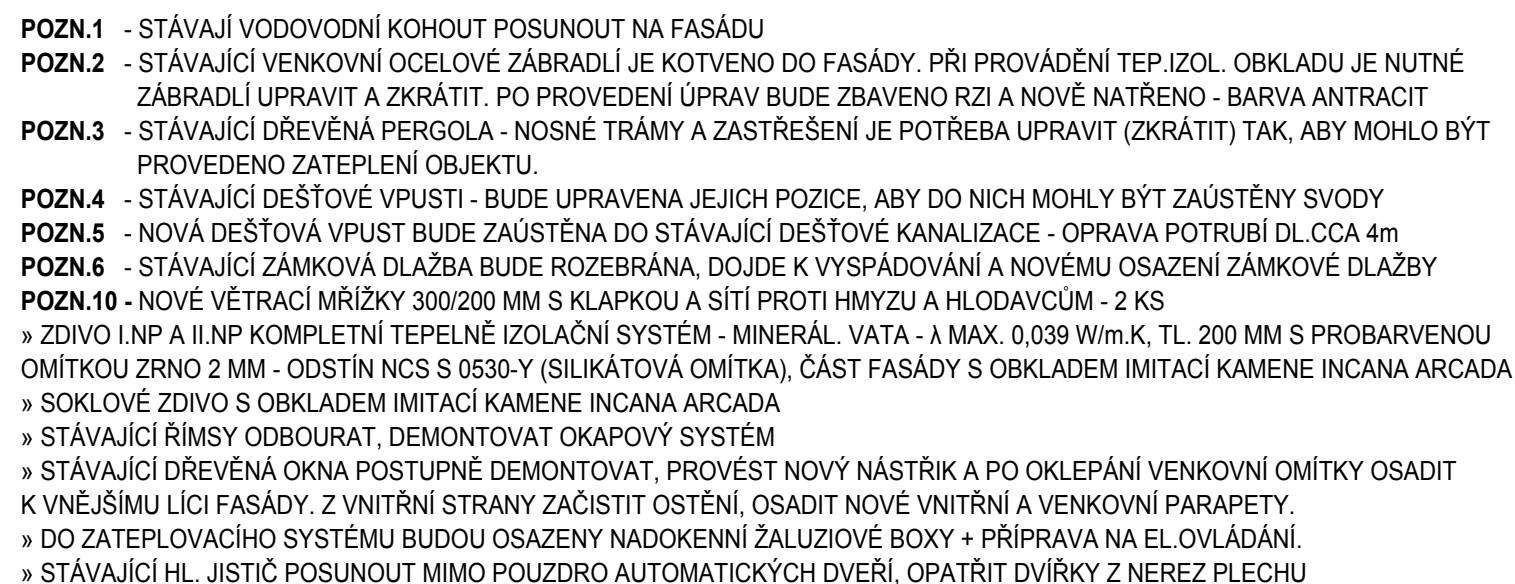 POZN.1 - STÁVAJÍ VODOVODNÍ KOHOUT POSUNOUT NA FASÁDU
POZN.2 - STÁVAJÍCÍ VENKOVNÍ OCELOVÉ ZÁBRADLÍ JE KOTVENO DO FASÁDY. PŘI PROVÁDĚNÍ TEP.IZOL. OBKLADU JE NUTNÉ
ZÁBRADLÍ UPRAVIT A ZKRÁTIT. PO PROVEDENÍ ÚPRAV BUDE ZBAVENO RZI A NOVĚ NATŘENO - BARVA ANTRACIT
POZN.3 - STÁVAJÍCÍ DŘEVĚNÁ PERGOLA - NOSNÉ TRÁMY A ZASTŘEŠENÍ JE POTŘEBA UPRAVIT (ZKRÁTIT) TAK, ABY MOHLO BÝT
PROVEDENO ZATEPLENÍ OBJEKTU.
POZN.4 - STÁVAJÍCÍ DEŠŤOVÉ VPUSTI - BUDE UPRAVENA JEJICH POZICE, ABY DO NICH MOHLY BÝT ZAÚSTĚNY SVODY
POZN.5 - NOVÁ DEŠŤOVÁ VPUST BUDE ZAÚSTĚNA DO STÁVAJÍCÍ DEŠŤOVÉ KANALIZACE - OPRAVA POTRUBÍ DL.CCA 4m
POZN.6 - STÁVAJÍCÍ ZÁMKOVÁ DLAŽBA BUDE ROZEBRÁNA, DOJDE K VYSPÁDOVÁNÍ A NOVÉMU OSAZENÍ ZÁMKOVÉ DLAŽBY
POZN.10 - NOVÉ VĚTRACÍ MŘÍŽKY 300/200 MM S KLAPKOU A SÍTÍ PROTI HMYZU A HLODAVCŮM - 2 KS
» ZDIVO I.NP A II.NP KOMPLETNÍ TEPELNĚ IZOLAČNÍ SYSTÉM - MINERÁL. VATA - λ MAX. 0,039 W/m.K, TL. 200 MM S PROBARVENOU
OMÍTKOU ZRNO 2 MM - ODSTÍN NCS S 0530-Y (SILIKÁTOVÁ OMÍTKA), ČÁST FASÁDY S OBKLADEM IMITACÍ KAMENE INCANA ARCADA
» SOKLOVÉ ZDIVO S OBKLADEM IMITACÍ KAMENE INCANA ARCADA
» STÁVAJÍCÍ ŘÍMSY ODBOURAT, DEMONTOVAT OKAPOVÝ SYSTÉM
» STÁVAJÍCÍ DŘEVĚNÁ OKNA POSTUPNĚ DEMONTOVAT, PROVÉST NOVÝ NÁSTŘIK A PO OKLEPÁNÍ VENKOVNÍ OMÍTKY OSADIT
K VNĚJŠÍMU LÍCI FASÁDY. Z VNITŘNÍ STRANY ZAČISTIT OSTĚNÍ, OSADIT NOVÉ VNITŘNÍ A VENKOVNÍ PARAPETY.
» DO ZATEPLOVACÍHO SYSTÉMU BUDOU OSAZENY NADOKENNÍ ŽALUZIOVÉ BOXY + PŘÍPRAVA NA EL.OVLÁDÁNÍ.
» STÁVAJÍCÍ HL. JISTIČ POSUNOUT MIMO POUZDRO AUTOMATICKÝCH DVEŘÍ, OPATŘIT DVÍŘKY Z NEREZ PLECHU